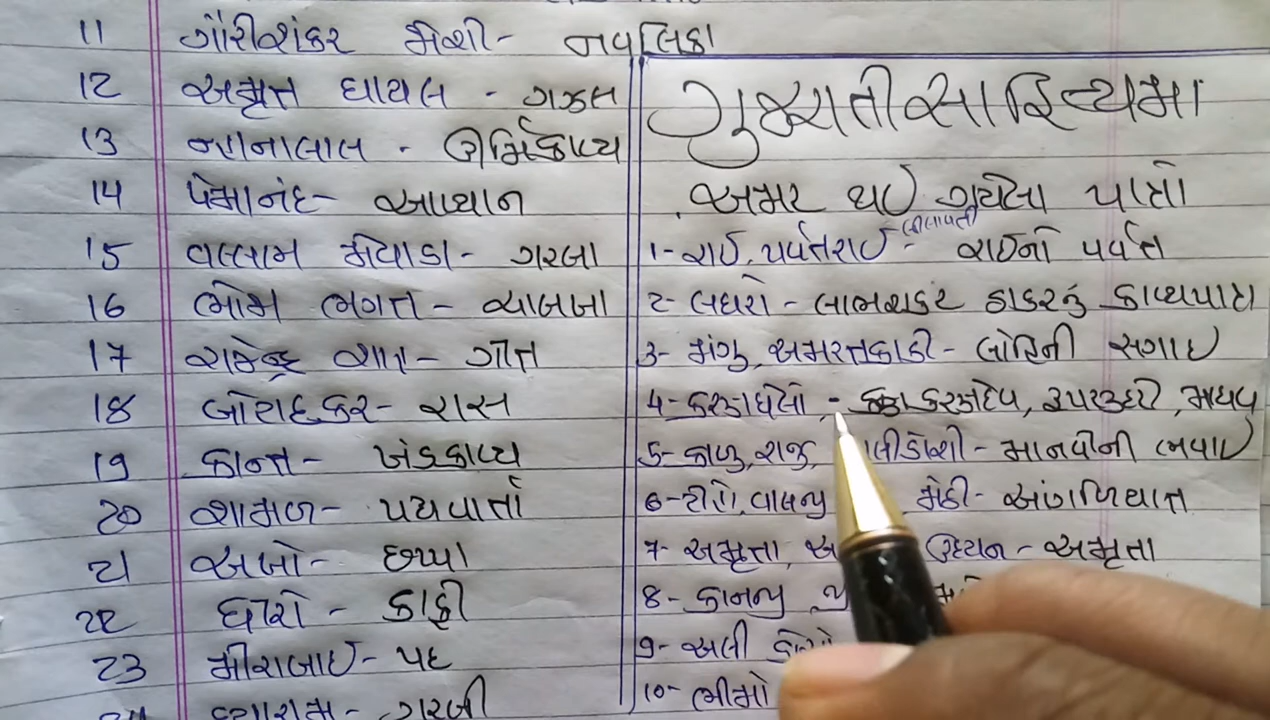 11 ગૌરીશંકર જોશી- નવલિકા
12 અમૃત ઘાયલ - ગઝલ
13 ન્હાનાલાલ - ઊર્મિકાવ્ય
14 પ્રેમાનંદ- આખ્યાન
15 વલ્લભ મેવાડા- ગરબા
16 ભોજા ભગત - ચાબખા
17 રાજેન્દ્ર શાહ - ગીત
18 બોટાદકર- રાસ
19 કાન્ત- ખંડકાવ્ય
20 શામળ- પદ્યવાર્તા
21 અખો- છપ્પા
22 ધીરો - કાફી
23 મીરાબાઈ- પદ
ગરબી
ગુજરાતી સાહિત્યમાં
અમર થઈ ગયેલા પાત્રો
1- રાઈ, પર્વતરાઈ, લીલાવતી - રાઈનો પર્વત
2- બધરો - લાભશંકર ઠાકરનું કાવ્યપાત્ર
3- મંગુ, અમરતકાકી - લોહીની સગાઈ
4- કરણઘેલો - કરણદેવ, રૂપસુંદરી, માધવ
5- કાળુ, રાજુ, માનવીની ભવાઈ
6- ટીહો, વાલજી મેઠી- અંગળિયાત
7- અમૃતા, ઉદયન - અમૃતા
8- કાનજી
9- અલી
10- ભીમો